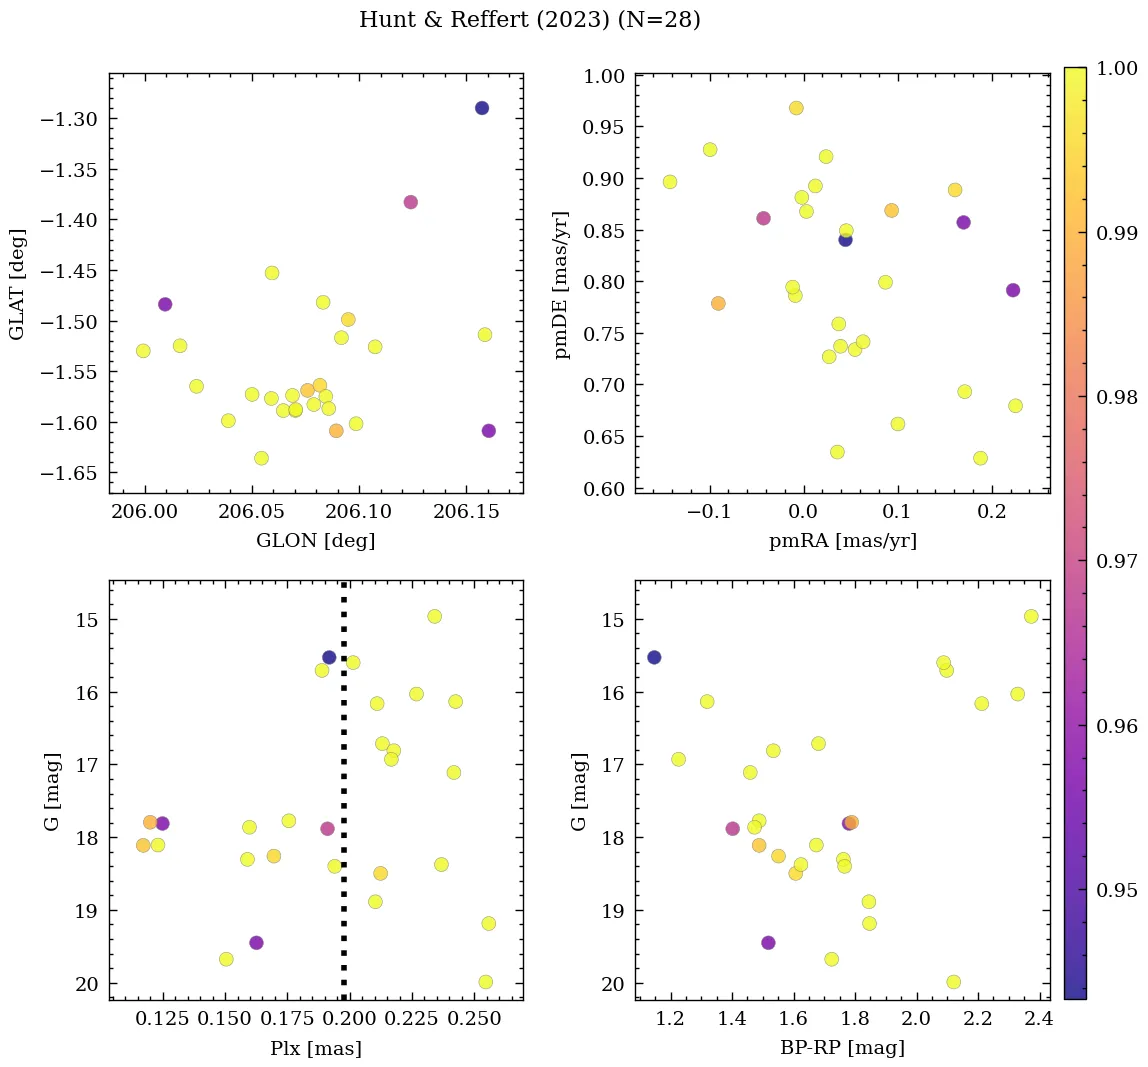 Hunt & Reffert (2023) (N=28)
GLAT [deg]
−1.30
−1.35
−1.40
−1.45
−1.50
−1.55
−1.60
−1.65
206.00 206.05 206.10 206.15
GLON [deg]
pmDE [mas/yr]
1.00
0.95
0.90
0.85
0.80
0.75
0.70
0.65
0.60
−0.1 0.0 0.1 0.2
pmRA [mas/yr]
G [mag]
15
16
17
18
19
20
0.125 0.150 0.175 0.200 0.225 0.250
Plx [mas]
G [mag]
15
16
17
18
19
20
1.2 1.4 1.6 1.8 2.0 2.2 2.4
BP-RP [mag]
1.00
0.99
0.98
0.97
0.96
0.95